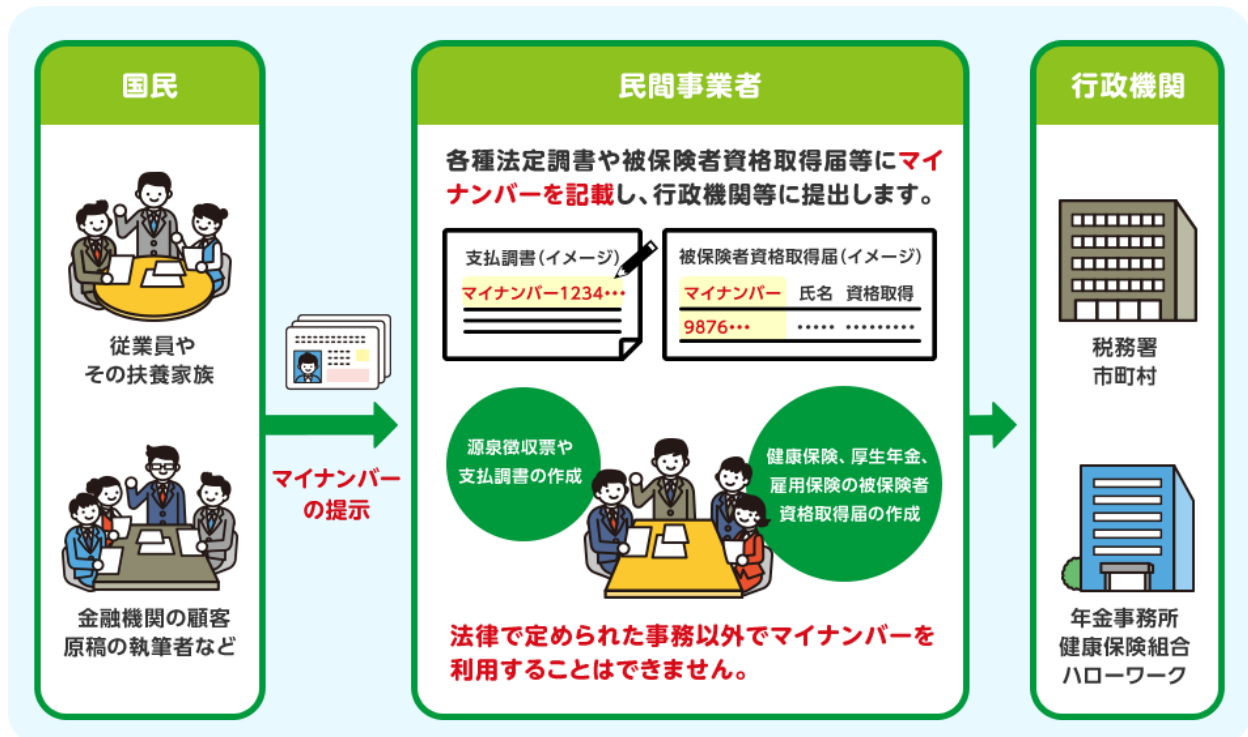 国民
従業員や
その扶養家族
金融機関の顧客
原稿の執筆者など
マイナンバー
の提示
民間事業者
各種法定調書や被保険者資格取得届等にマイ
ナンバーを記載し、行政機関等に提出します。
支払調書(イメージ)
マイナンバー1234・・・
被保険者資格取得届(イメージ)
マイナンバー 氏名 資格取得
9876・・・ ・・・・・ ・・・・・・・・・
源泉徴収票や
支払調書の作成
健康保険、厚生年金、
雇用保険の被保険者
資格取得届の作成
法律で定められた事務以外でマイナンバーを
利用することはできません。
行政機関
税務署
市町村
年金事務所
健康保険組合
ハローワーク